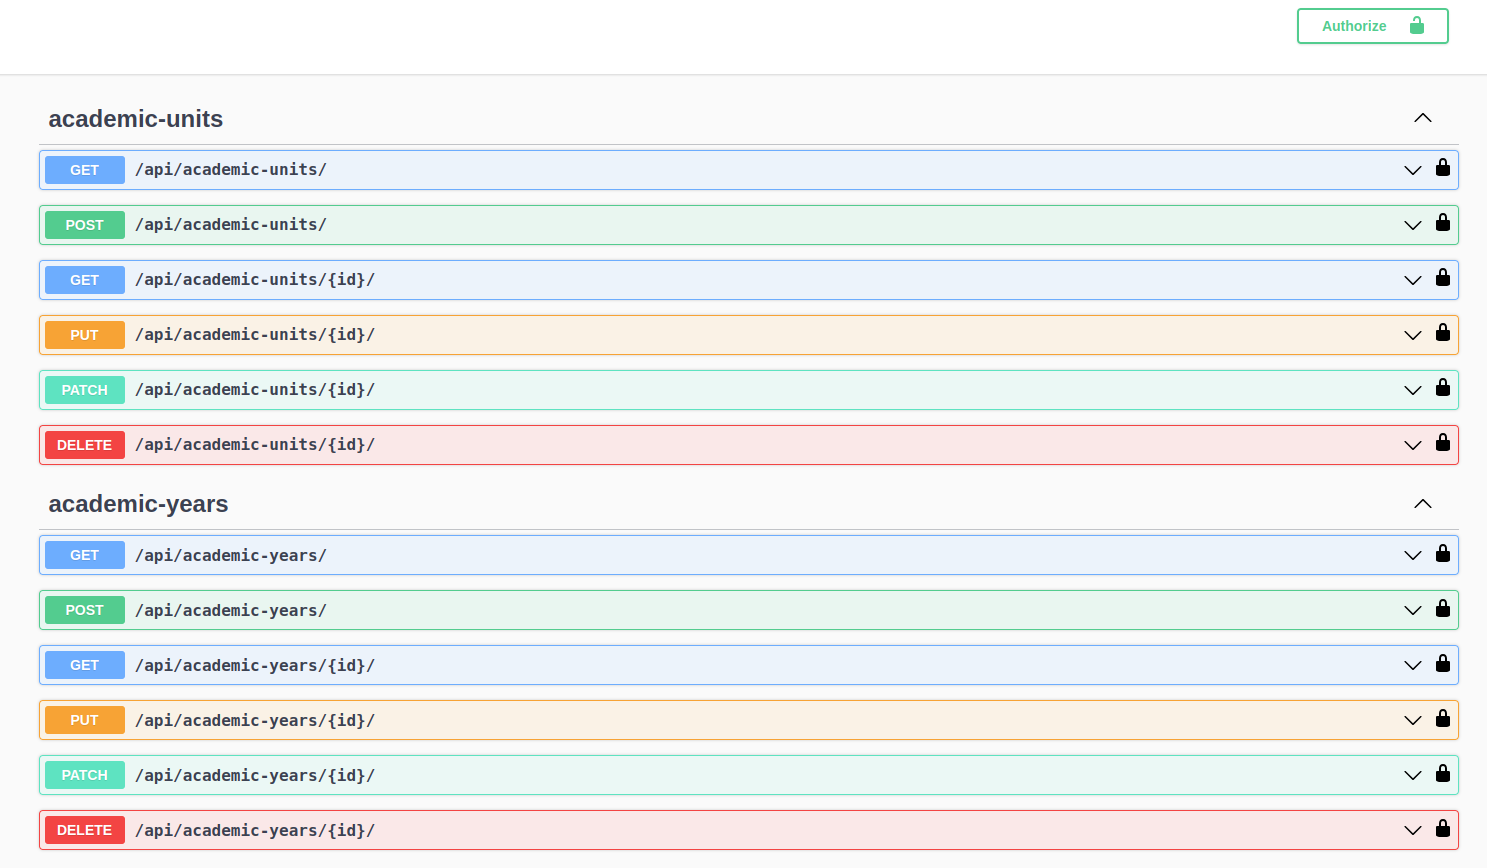 Authorize
academic-units
GET /api/academic-units/
POST /api/academic-units/
GET /api/academic-units/{id}/
PUT /api/academic-units/{id}/
PATCH /api/academic-units/{id}/
DELETE /api/academic-units/{id}/
academic-years
GET /api/academic-years/
POST /api/academic-years/
GET /api/academic-years/{id}/
PUT /api/academic-years/{id}/
PATCH /api/academic-years/{id}/
DELETE /api/academic-years/{id}/